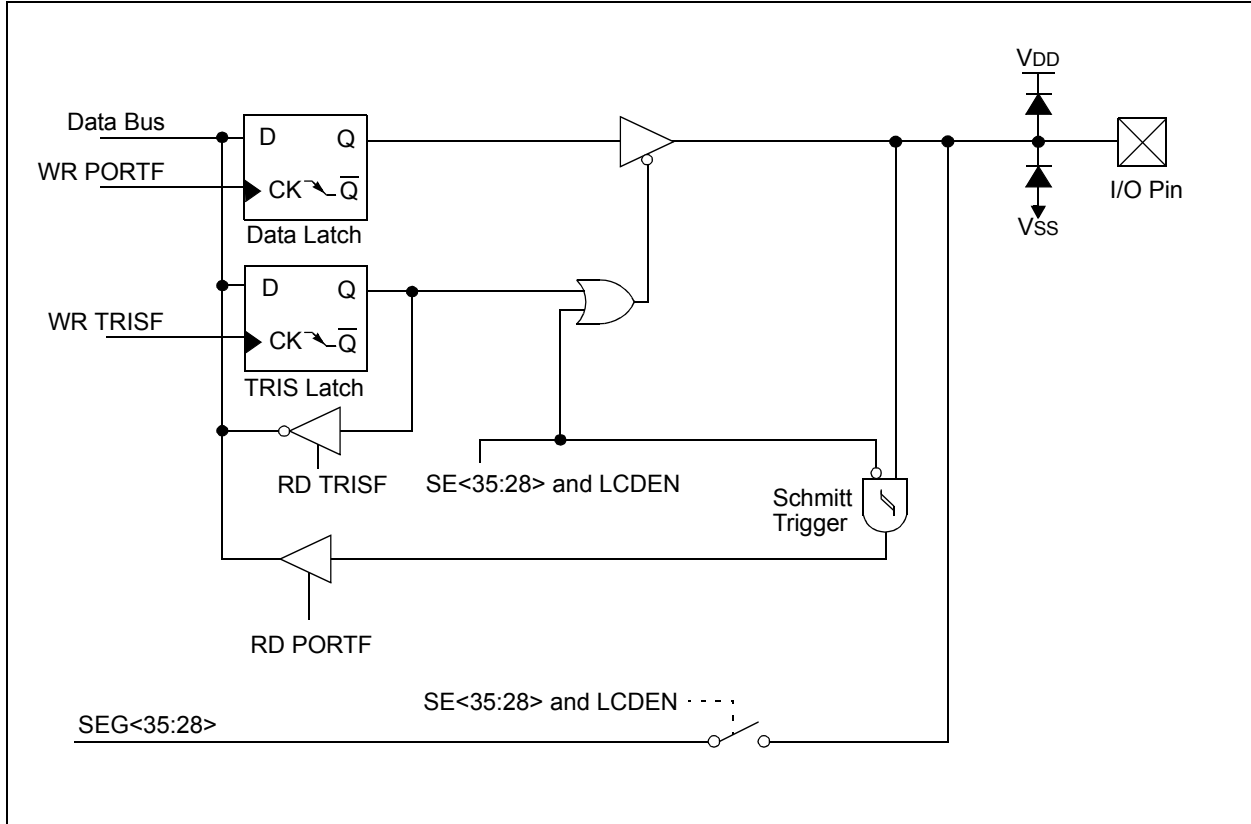 VDD
Data Bus
D Q
WR PORTF
CK Q̅
I/O Pin
Data Latch
VSS
D Q
WR TRISF
CK Q̅
TRIS Latch
RD TRISF
SE<35:28> and LCDEN
Schmitt
Trigger
RD PORTF
SE<35:28> and LCDEN
SEG<35:28>